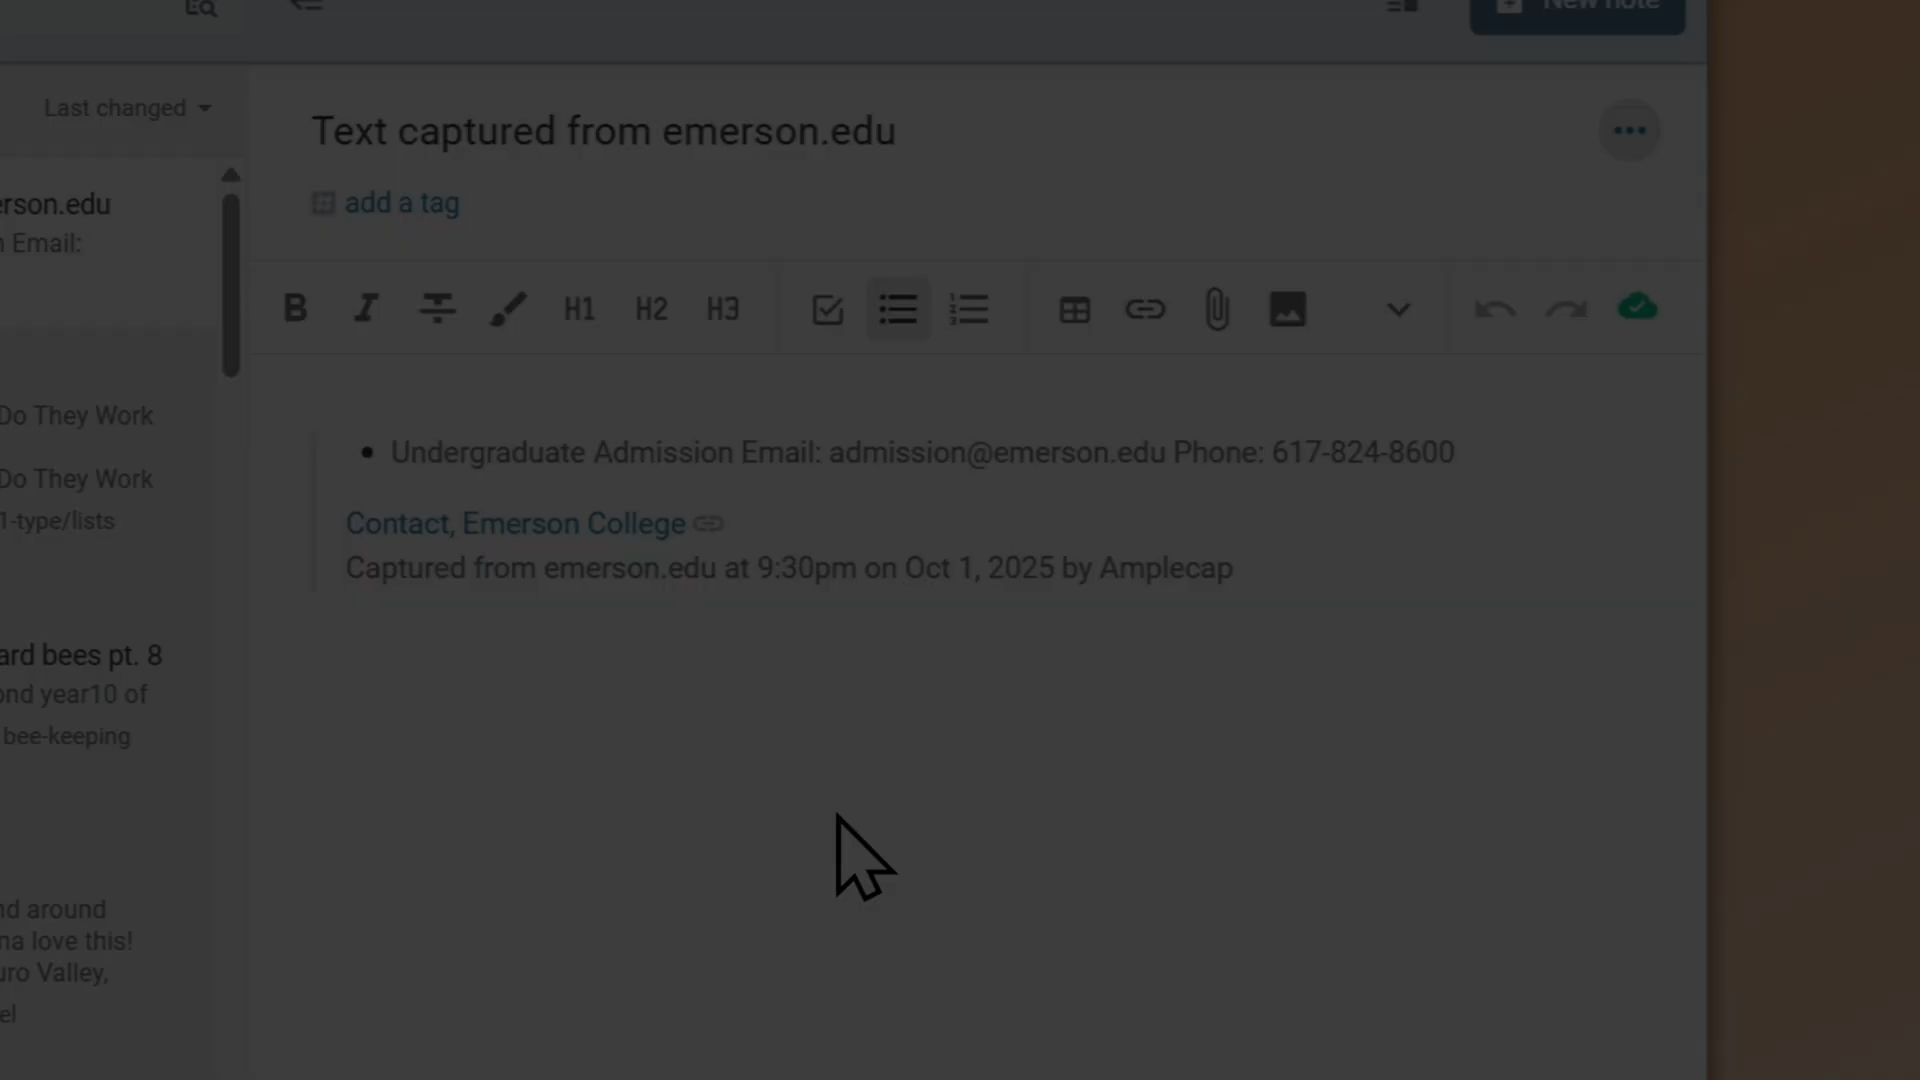 New note
Last changed
erson.edu
Email:
Do They Work
Do They Work
1-type/lists
ard bees pt. 8
ond year10 of
bee-keeping
nd around
na love this!
uro Valley,
el
Text captured from emerson.edu
add a tag
B I H1 H2 H3
Undergraduate Admission Email: admission@emerson.edu Phone: 617-824-8600
Contact, Emerson College
Captured from emerson.edu at 9:30pm on Oct 1, 2025 by Amplecap